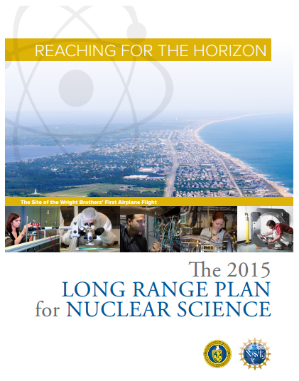 REACHING FOR THE HORIZON
The Site of the Wright Brothers' First Airplane Flight
The 2015
LONG RANGE PLAN
for NUCLEAR SCIENCE
NSF